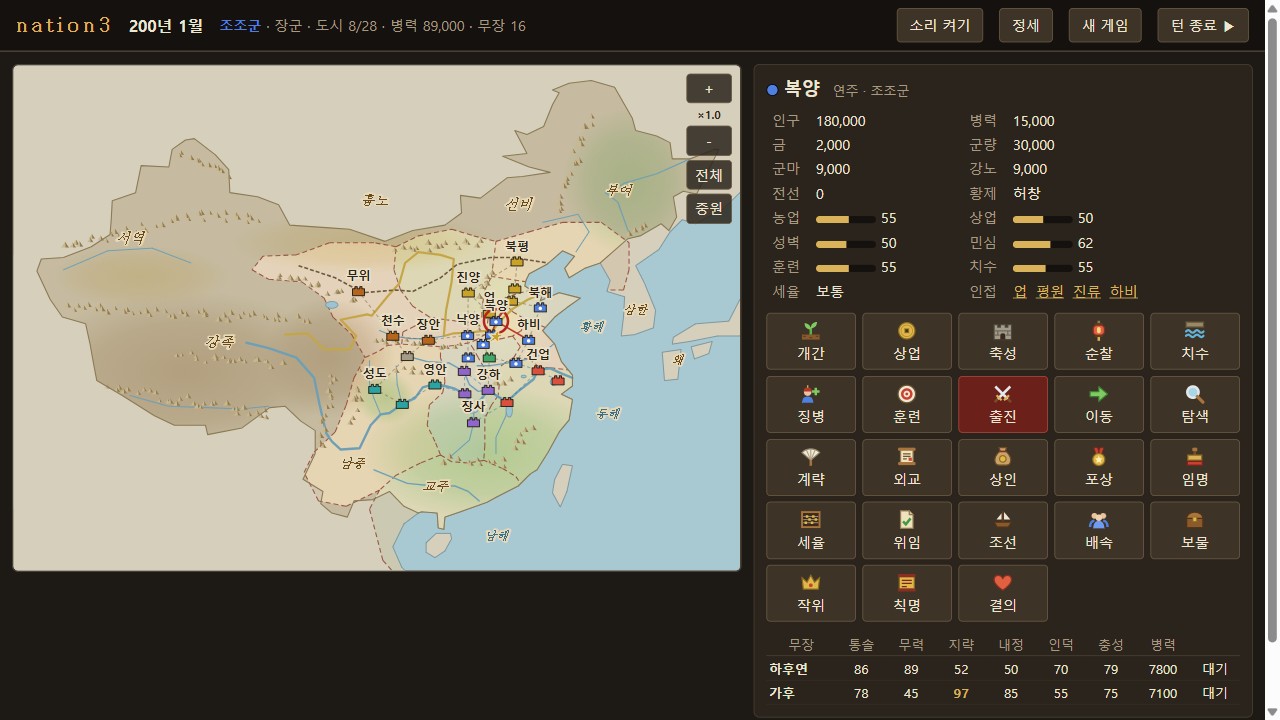 nation3 200년 1월 조조군 · 장군 · 도시 8/28 · 병력 89,000 · 무장 16 소리 켜기 정세 새 게임 턴 종료 ▶
+
×1.0
-
전체
중원
흉노
선비
부여
서역
북평
무위
진양
북해
복양
삼한
천수
장안
낙양
하비
황해
강족
왜
건업
성도
영안
강하
장사
동해
남중
교주
남해
복양 연주 · 조조군
인구 180,000 병력 15,000
금 2,000 군량 30,000
군마 9,000 강노 9,000
전선 0 황제 허창
농업 55 상업 50
성벽 50 민심 62
훈련 55 치수 55
세율 보통 인접 업 평원 진류 하비
개간 상업 축성 순찰 치수
징병 훈련 출진 이동 탐색
계략 외교 상인 포상 임명
세율 위임 조선 배속 보물
작위 칙명 결의
무장 통솔 무력 지략 내정 인덕 충성 병력
하후연 86 89 52 50 70 79 7800 대기
가후 78 45 97 85 55 75 7100 대기